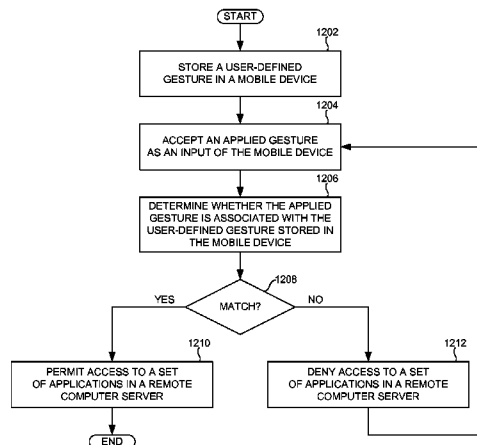 START
1202
STORE A USER-DEFINED
GESTURE IN A MOBILE DEVICE
1204
ACCEPT AN APPLIED GESTURE
AS AN INPUT OF THE MOBILE DEVICE
1206
DETERMINE WHETHER THE APPLIED
GESTURE IS ASSOCIATED WITH THE
USER-DEFINED GESTURE STORED IN
THE MOBILE DEVICE
1208
YES
MATCH?
NO
1210
PERMIT ACCESS TO A SET
OF APPLICATIONS IN A REMOTE
COMPUTER SERVER
1212
DENY ACCESS TO A SET
OF APPLICATIONS IN A REMOTE
COMPUTER SERVER
END